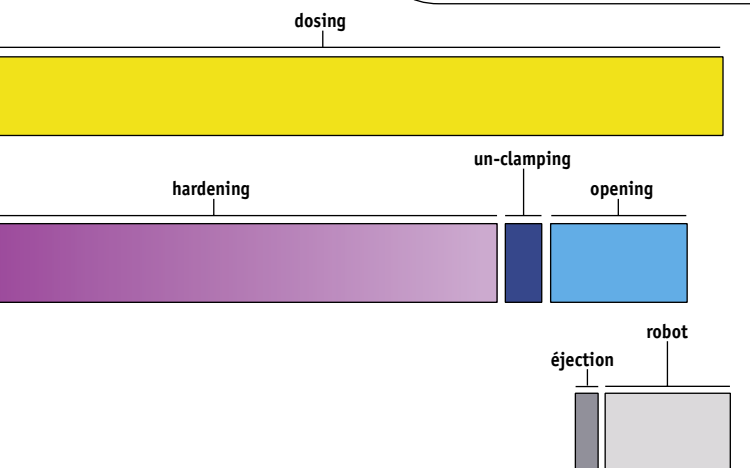 dosing
un-clamping
hardening
opening
robot
éjection